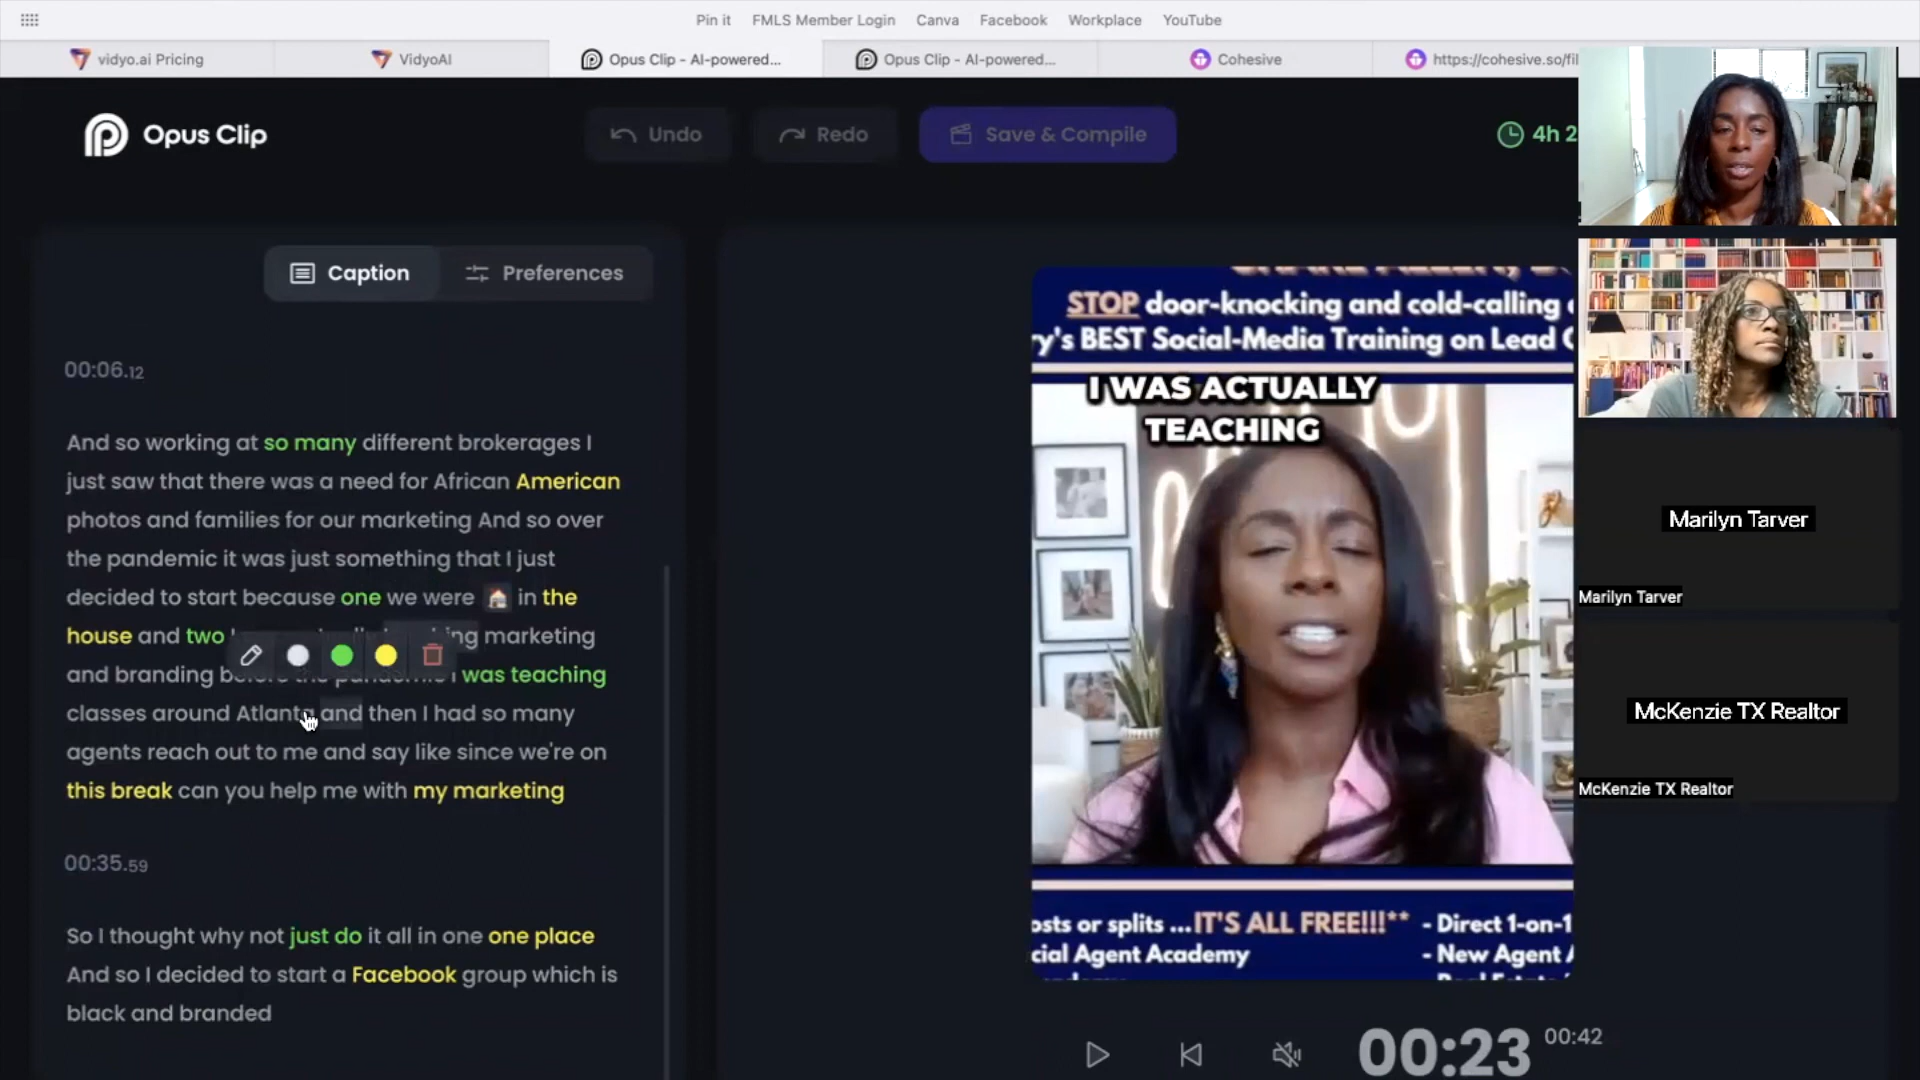 Pin it FMLS Member Login Canva Facebook Workplace YouTube
vidyo.ai Pricing VidyoAI Opus Clip - AI-powered... Opus Clip - AI-powered... Cohesive https://cohesive.so/fil
Opus Clip Undo Redo Save & Compile 4h 2
Caption Preferences
00:06.12
And so working at so many different brokerages I
just saw that there was a need for African American
photos and families for our marketing And so over
the pandemic it was just something that I just
decided to start because one we were 🏠 in the
house and two marketing
and branding was teaching
classes around Atlanta and then I had so many
agents reach out to me and say like since we're on
this break can you help me with my marketing
00:35.59
So I thought why not just do it all in one one place
And so I decided to start a Facebook group which is
black and branded
STOP door-knocking and cold-calling
ry's BEST Social-Media Training on Lead
I WAS ACTUALLY
TEACHING
osts or splits ...IT'S ALL FREE!!!** - Direct 1-on-1
cial Agent Academy - New Agent
00:23 00:42
Marilyn Tarver
Marilyn Tarver
McKenzie TX Realtor
McKenzie TX Realtor